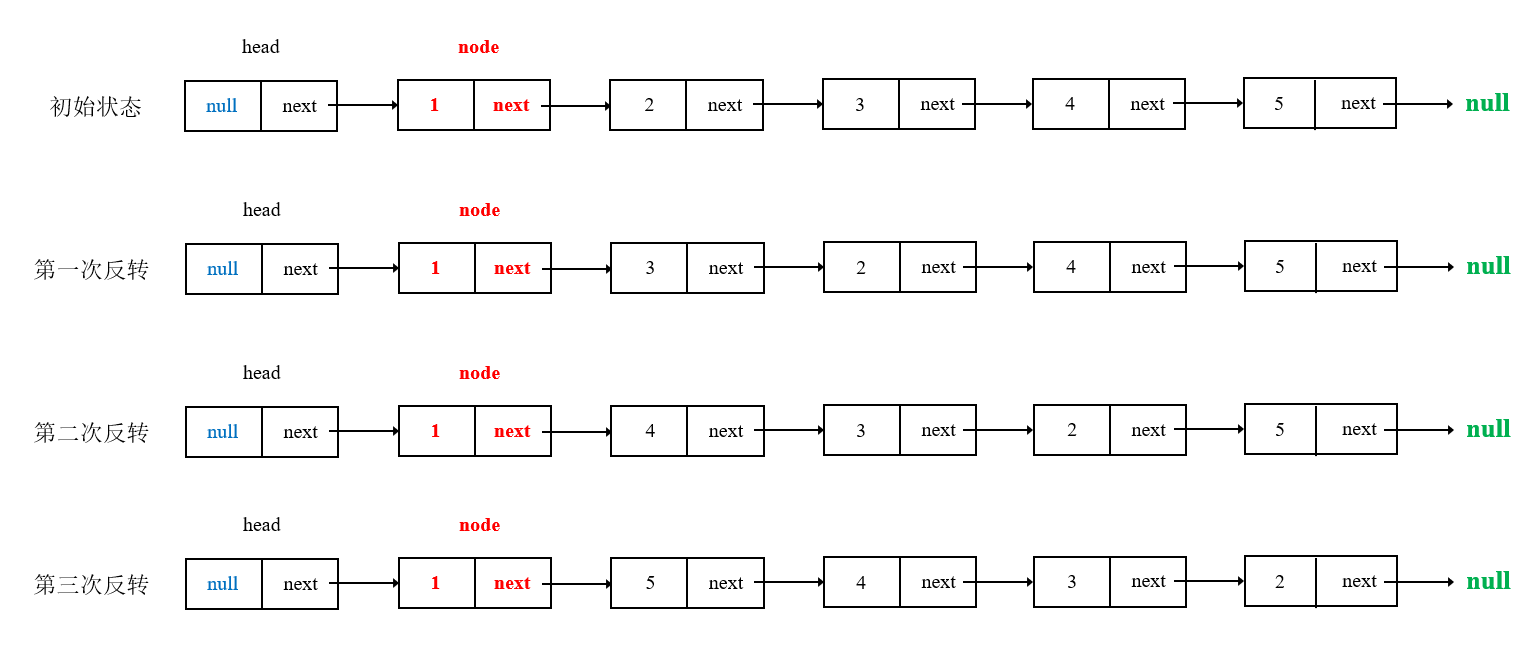 head node
初始状态 null next 1 next 2 next 3 next 4 next 5 next null
head node
第一次反转 null next 1 next 3 next 2 next 4 next 5 next null
head node
第二次反转 null next 1 next 4 next 3 next 2 next 5 next null
head node
第三次反转 null next 1 next 5 next 4 next 3 next 2 next null